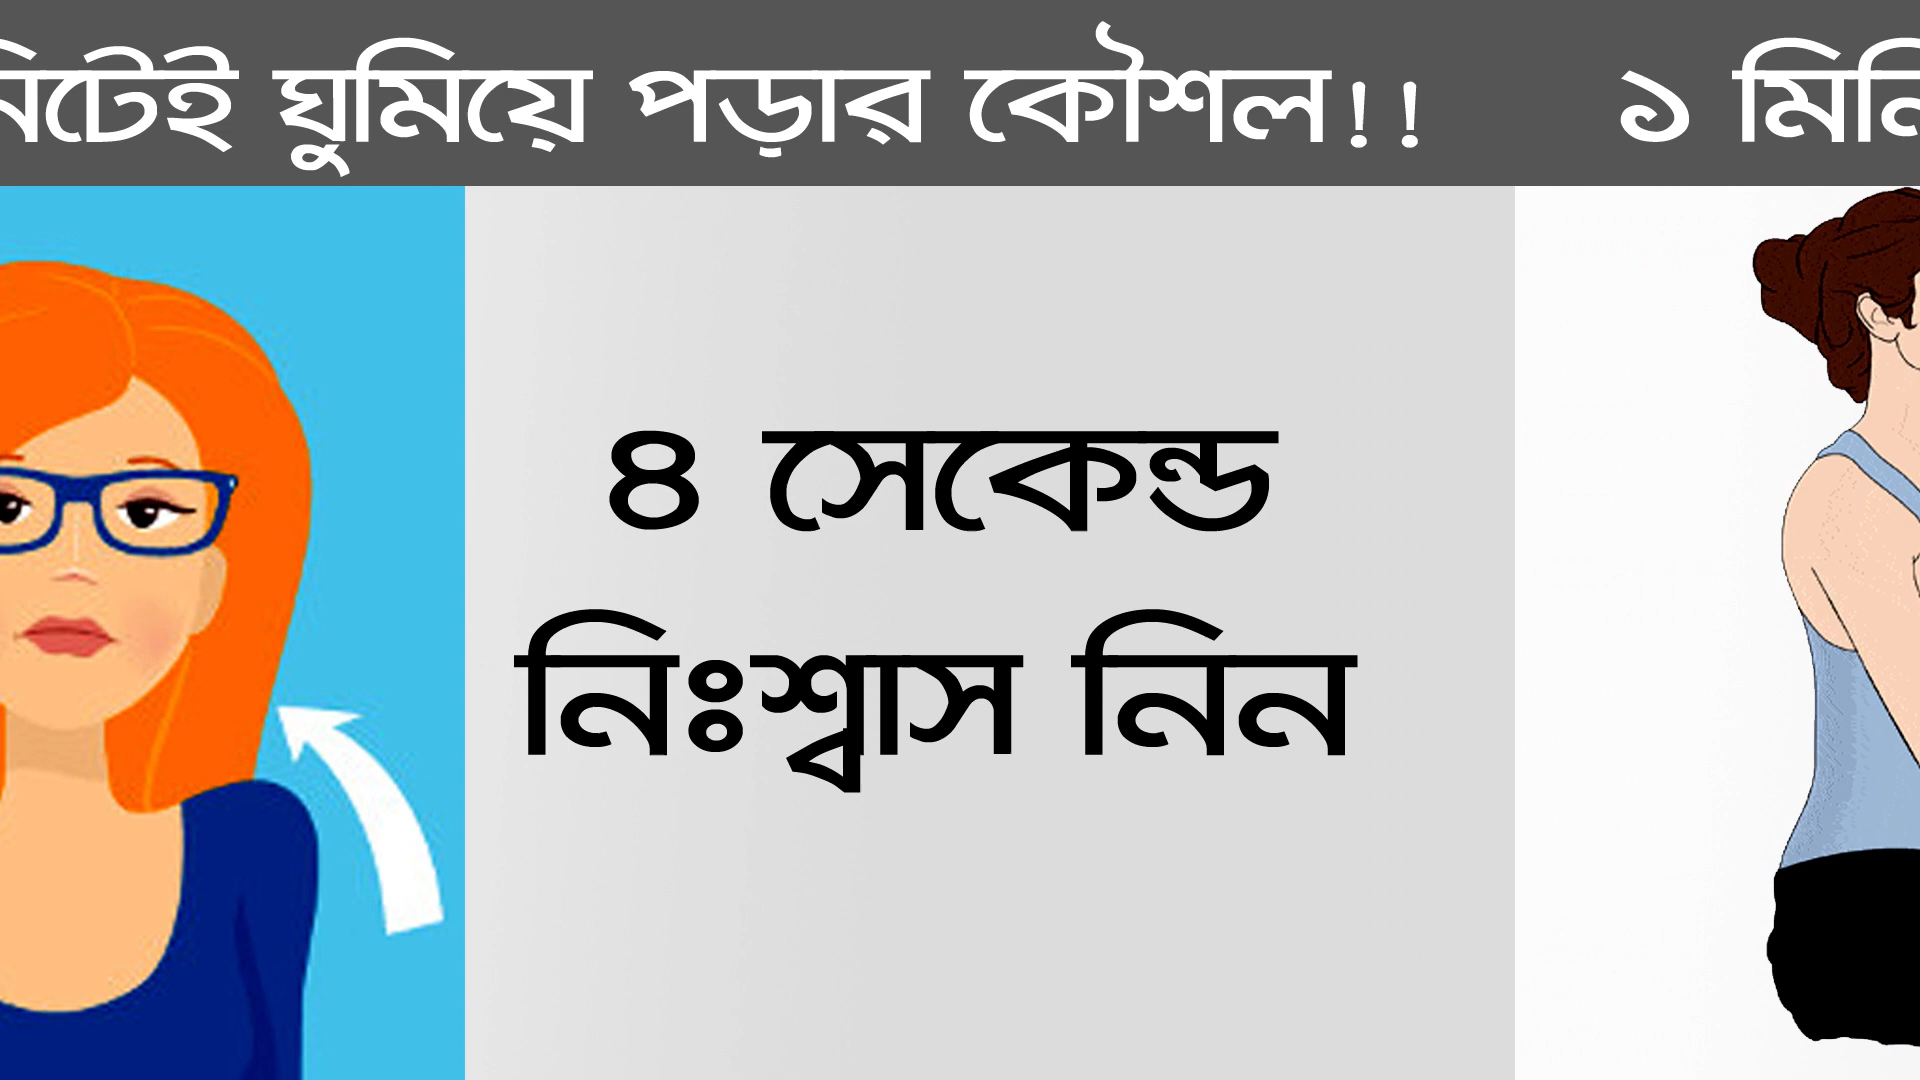 ঘুমিয়ে পড়ার কৌশল!! ১
৪ সেকেন্ড
নিঃশ্বাস নিন